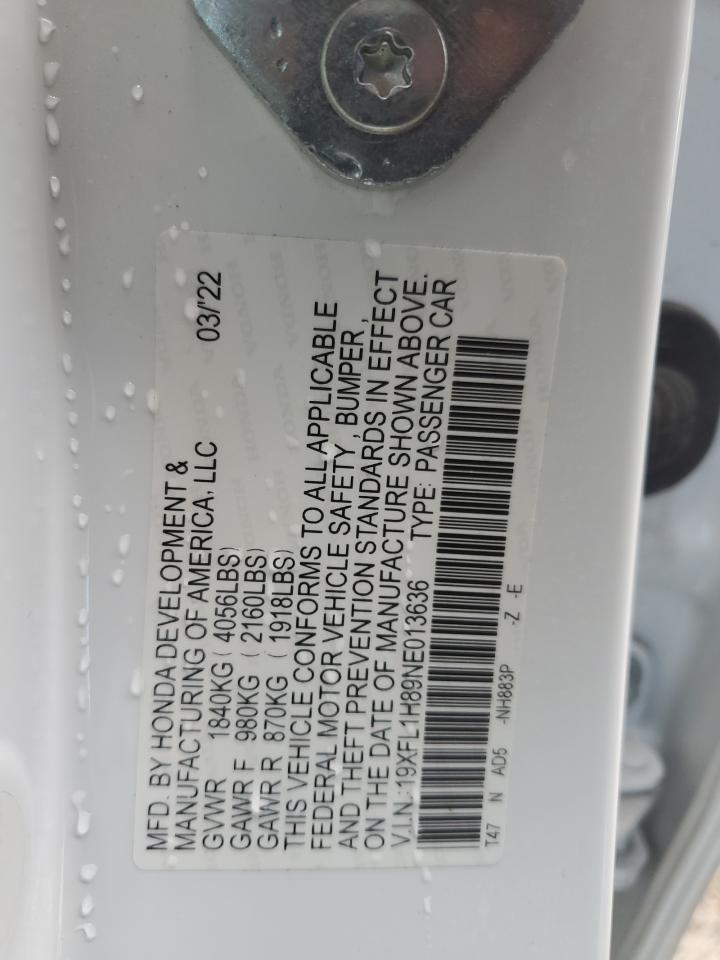 MFD. BY HONDA DEVELOPMENT &
MANUFACTURING OF AMERICA, LLC 03/'22
GVWR 1840KG ( 4056LBS)
GAWR F 980KG ( 2160LBS)
GAWR R 870KG ( 1918LBS)
THIS VEHICLE CONFORMS TO ALL APPLICABLE
FEDERAL MOTOR VEHICLE SAFETY , BUMPER ,
AND THEFT PREVENTION STANDARDS IN EFFECT
ON THE DATE OF MANUFACTURE SHOWN ABOVE.
V.I.N.:19XFL1H89NE013636 TYPE: PASSENGER CAR
T47 N AD5 -NH883P -Z -E